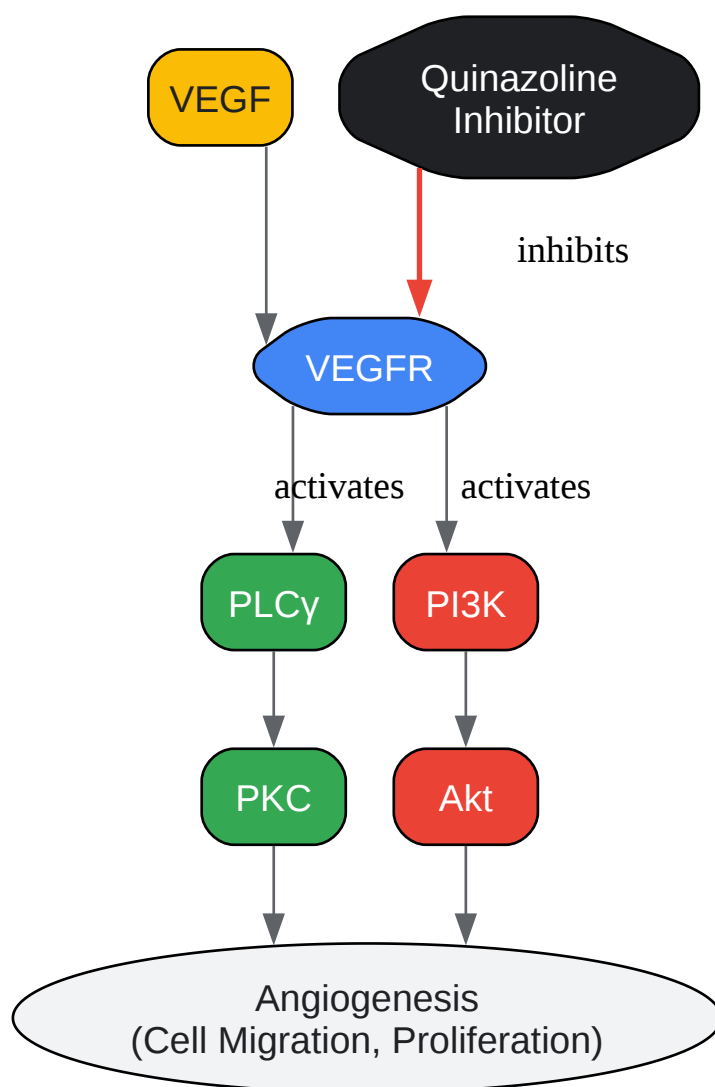 VEGF
Quinazoline
Inhibitor
inhibits
VEGFR
activates
activates
PLCγ
PI3K
PKC
Akt
Angiogenesis
(Cell Migration, Proliferation)